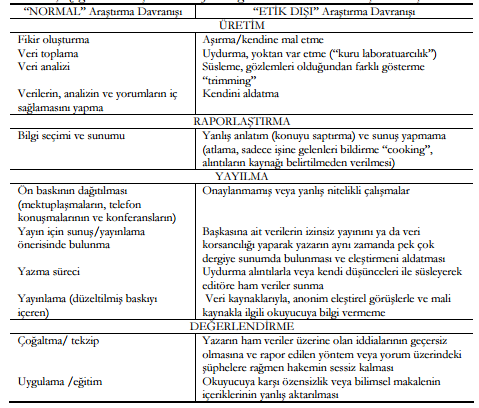 “NORMAL” Araştırma Davranışı “ETİK DIŞI” Araştırma Davranışı
ÜRETİM
Fikir oluşturma Aşırma/kendine mal etme
Veri toplama Uydurma, yoktan var etme (“kuru laboratuarcılık”)
Veri analizi Süsleme, gözlemleri olduğundan farklı gösterme
“trimming”
Verilerin, analizin ve yorumların iç Kendini aldatma
sağlamasını yapma
RAPORLAŞTIRMA
Bilgi seçimi ve sunumu Yanlış anlatım (konuyu saptırma) ve sunuş yapmama
(atlama, sadece işine gelenleri bildirme “cooking”,
alıntıların kaynağı belirtilmeden verilmesi)
YAYILMA
Ön baskının dağıtılması Onaylanmamış veya yanlış nitelikli çalışmalar
(mektuplaşmaların, telefon
konuşmalarının ve konferansların)
Yayın için sunuş/yayınlama Başkasına ait verilerin izinsiz yayınını ya da veri
önerisinde bulunma korsancılığı yaparak yazarın aynı zamanda pek çok
dergiye sunumda bulunması ve eleştirmeni aldatması
Yazma süreci Uydurma alıntılarla veya kendi düşünceleri ile süsleyerek
editöre ham veriler sunma
Yayınlama (düzeltilmiş baskıyı Veri kaynaklarıyla, anonim eleştirel görüşlerle ve mali
içeren) kaynakla ilgili okuyucuya bilgi vermeme
DEĞERLENDİRME
Çoğaltma/ tekzip Yazarın ham veriler üzerine olan iddialarının geçersiz
olmasına ve rapor edilen yöntem veya yorum üzerindeki
şüphelere rağmen hakemin sessiz kalması
Uygulama /eğitim Okuyucuya karşı özensizlik veya bilimsel makalenin
içeriklerinin yanlış aktarılması